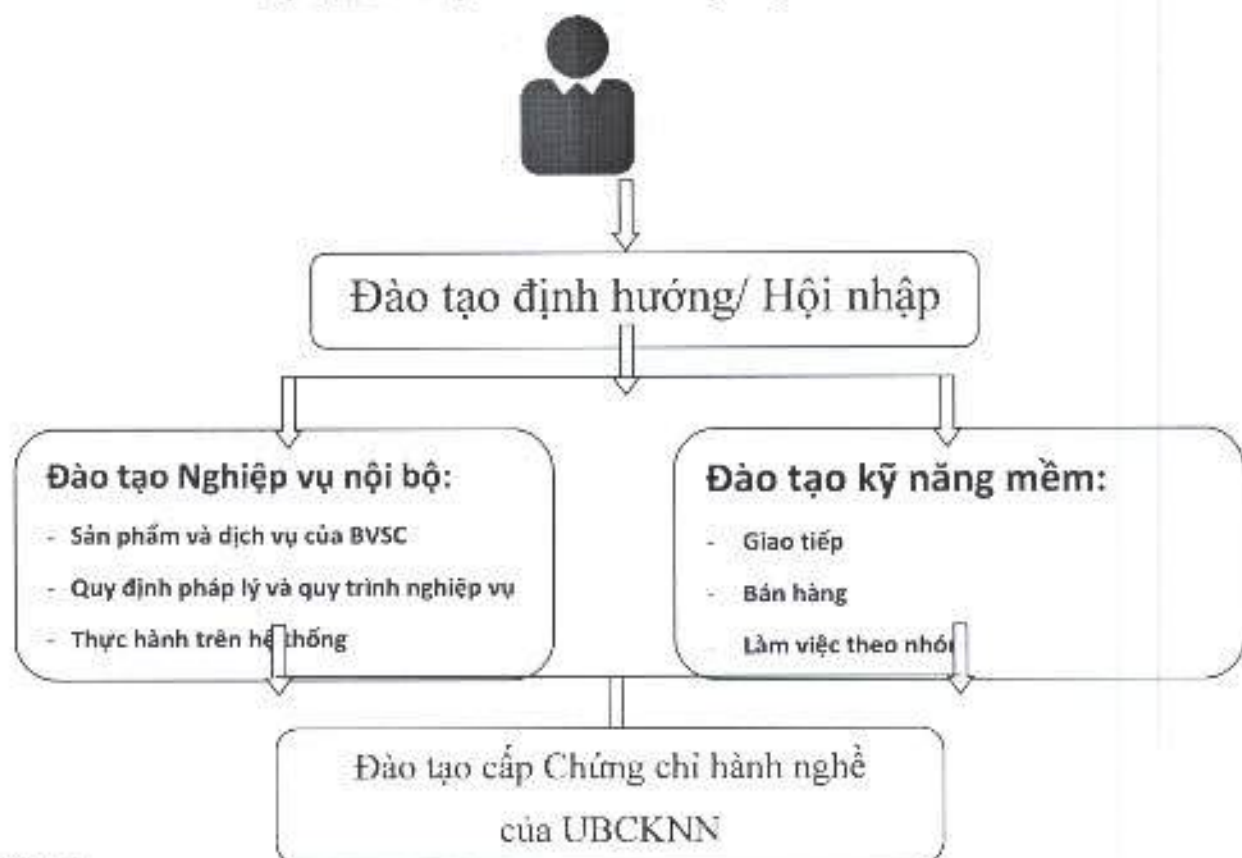 Đào tạo định hướng/ Hội nhập
Đào tạo Nghiệp vụ nội bộ:
- Sản phẩm và dịch vụ của BVSC
- Quy định pháp lý và quy trình nghiệp vụ
- Thực hành trên hệ thống
Đào tạo kỹ năng mềm:
- Giao tiếp
- Bán hàng
Làm việc theo nhóm
Đào tạo cấp Chứng chỉ hành nghề
của UBCKNN